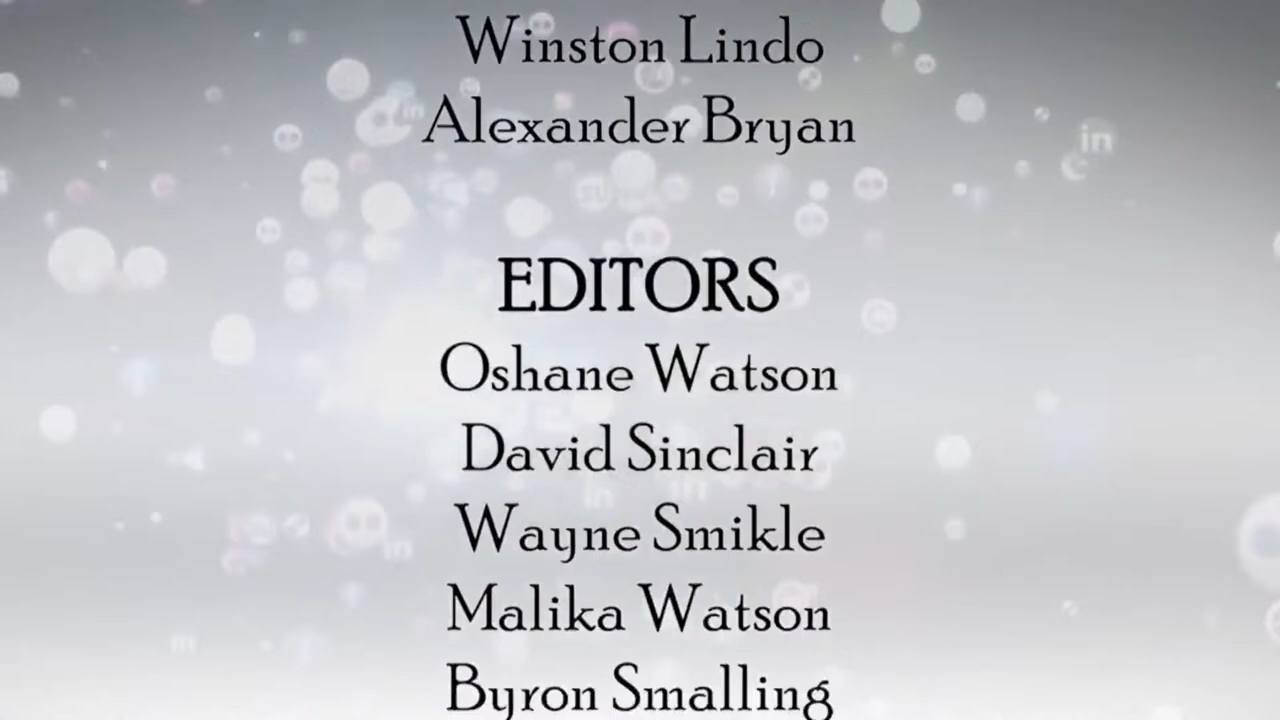 Winston Lindo
Alexander Bryan
EDITORS
Oshane Watson
David Sinclair
Wayne Smikle
Malika Watson
Byron Smalling